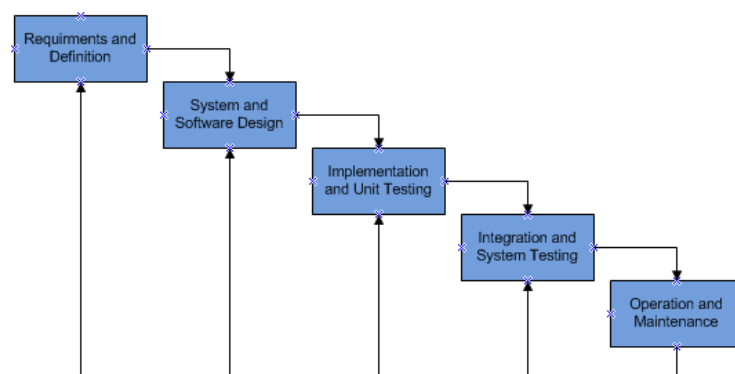 Requirments and
Definition
System and
Software Design
Implementation
and Unit Testing
Integration and
System Testing
Operation and
Maintenance